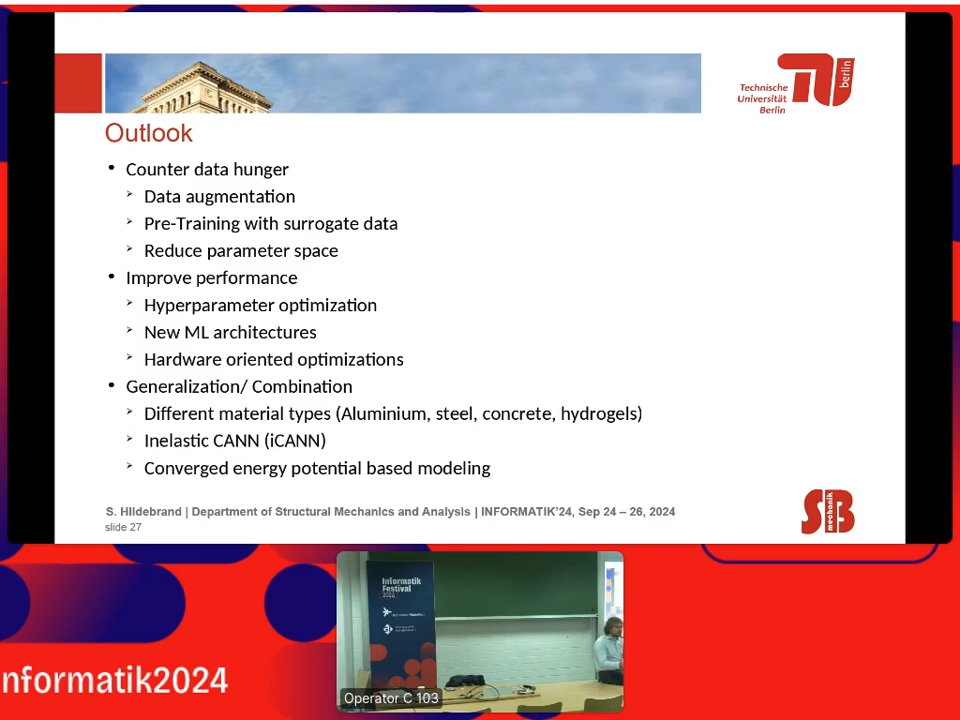 Technische
Universität
Berlin
berlin
Outlook
• Counter data hunger
➢ Data augmentation
➢ Pre-Training with surrogate data
➢ Reduce parameter space
• Improve performance
➢ Hyperparameter optimization
➢ New ML architectures
➢ Hardware oriented optimizations
• Generalization/ Combination
➢ Different material types (Aluminium, steel, concrete, hydrogels)
➢ Inelastic CANN (iCANN)
➢ Converged energy potential based modeling
S. HIldebrand | Department of Structural Mechanics and Analysis | INFORMATIK'24, Sep 24 – 26, 2024
slide 27
SB
mechanik
Informatik
Festival
2024
Operator C 103
nformatik2024